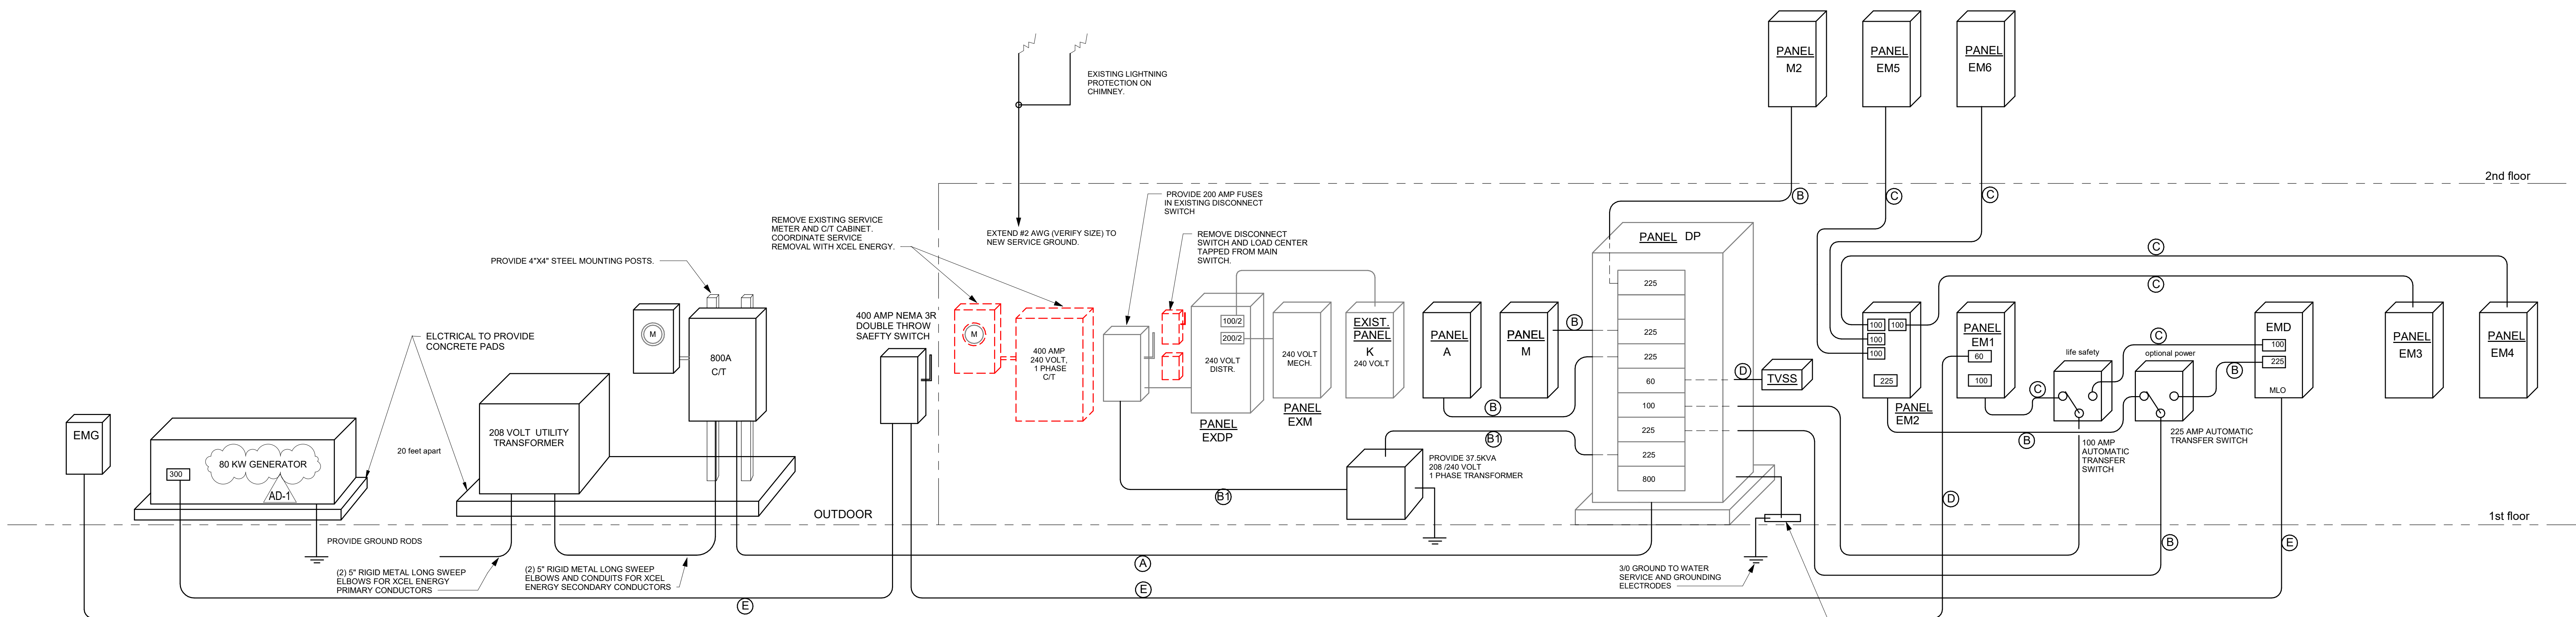 PANEL
M2
PANEL
EM5
PANEL
EM6
EXISTING LIGHTNING
PROTECTION ON
CHIMNEY.
2nd floor
B
C
C
PROVIDE 200 AMP FUSES
IN EXISTING DISCONNECT
SWITCH
REMOVE EXISTING SERVICE
METER AND C/T CABINET.
COORDINATE SERVICE
REMOVAL WITH XCEL ENERGY.
EXTEND #2 AWG (VERIFY SIZE) TO
NEW SERVICE GROUND.
REMOVE DISCONNECT
SWITCH AND LOAD CENTER
TAPPED FROM MAIN
SWITCH.
PROVIDE 4"X4" STEEL MOUNTING POSTS.
PANEL DP
C
C
225
225
225
60
100
225
225
800
400 AMP NEMA 3R
DOUBLE THROW
SAEFTY SWITCH
M
800A
C/T
M
400 AMP
240 VOLT,
1 PHASE
C/T
100/2
200/2
240 VOLT
DISTR.
PANEL
EXDP
240 VOLT
MECH.
PANEL
EXM
EXIST.
PANEL
K
240 VOLT
PANEL
A
PANEL
M
B
B
B1
B1
D
TVSS
100
100
100
100
225
PANEL
EM2
PANEL
EM1
60
100
C
life safety
optional power
C
B
B
EMD
100
225
MLO
PANEL
EM3
PANEL
EM4
100 AMP
AUTOMATIC
TRANSFER
SWITCH
225 AMP AUTOMATIC
TRANSFER SWITCH
ELCTRICAL TO PROVIDE
CONCRETE PADS
EMG
80 KW GENERATOR
300
AD-1
20 feet apart
208 VOLT UTILITY
TRANSFORMER
PROVIDE 37.5KVA
208 /240 VOLT
1 PHASE TRANSFORMER
D
OUTDOOR
1st floor
PROVIDE GROUND RODS
(2) 5" RIGID METAL LONG SWEEP
ELBOWS FOR XCEL ENERGY
PRIMARY CONDUCTORS
(2) 5" RIGID METAL LONG SWEEP
ELBOWS AND CONDUITS FOR XCEL
ENERGY SECONDARY CONDUCTORS
3/0 GROUND TO WATER
SERVICE AND GROUNDING
ELECTRODES
A
B
E
E
E